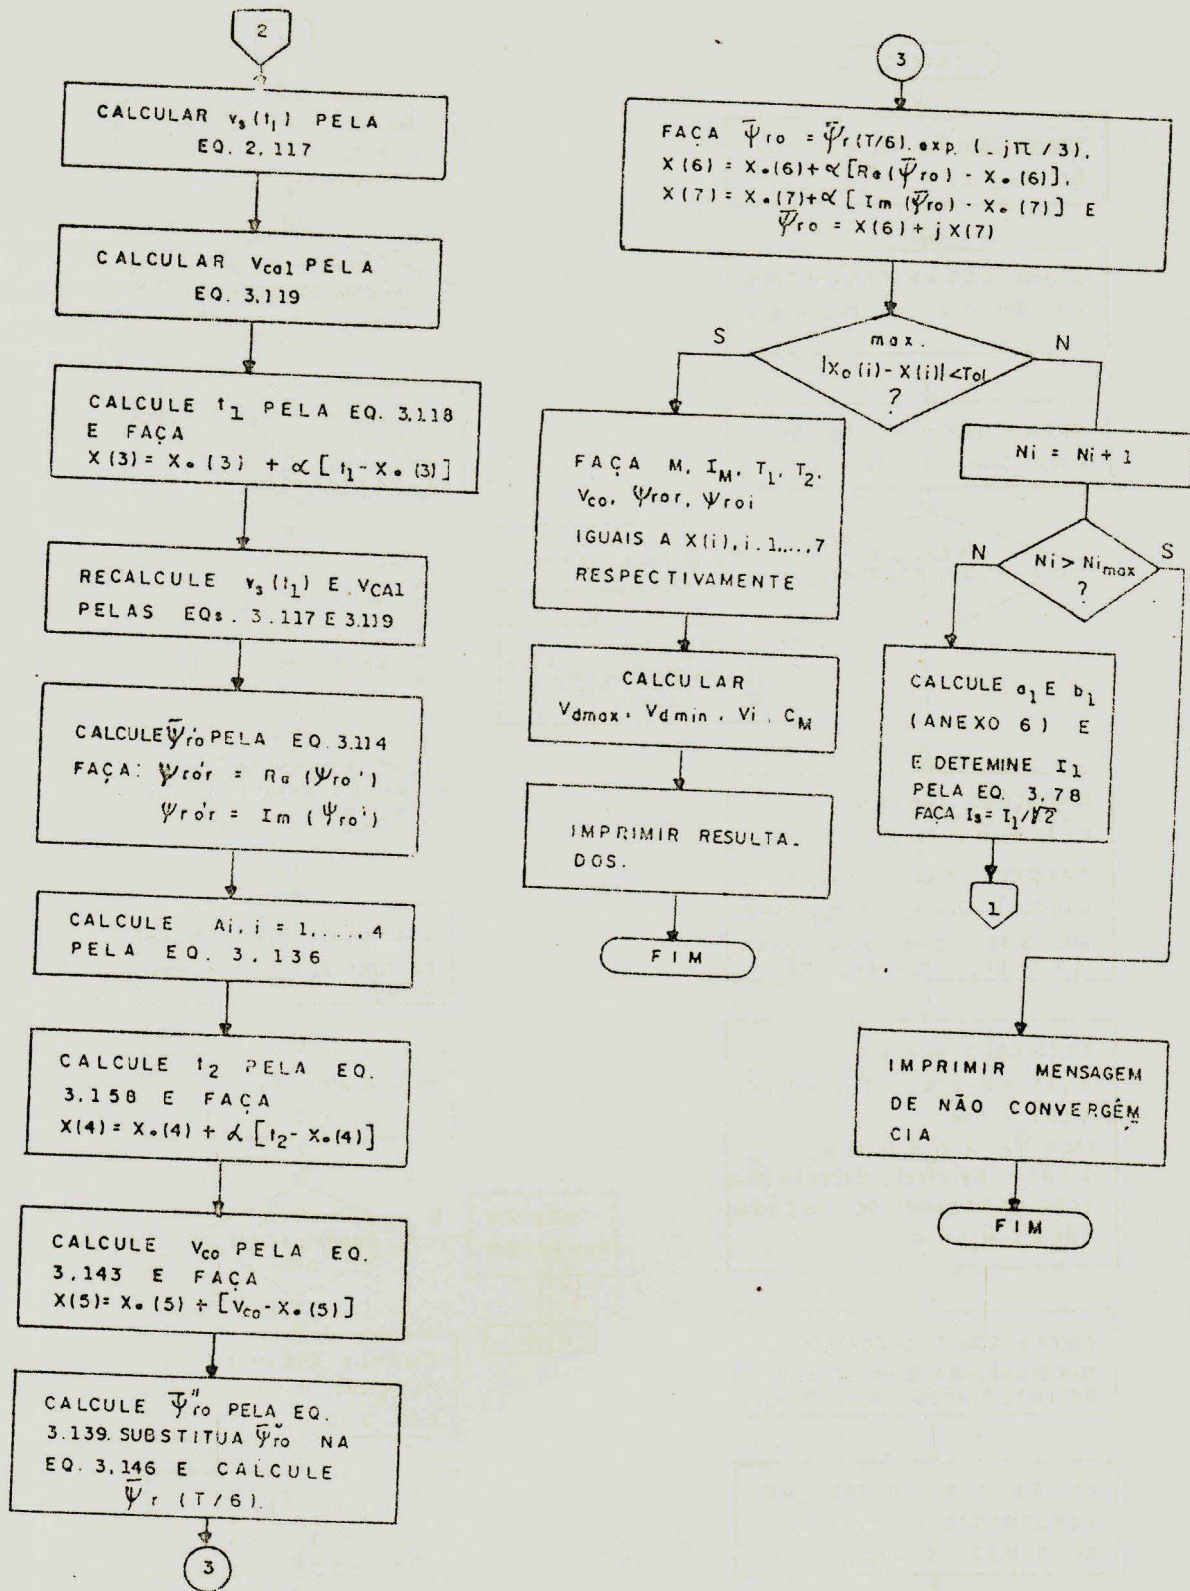 2
CALCULAR v_s(t_1) PELA
EQ. 2,117
CALCULAR V_ca1 PELA
EQ. 3,119
CALCULE t_1 PELA EQ. 3.118
E FAÇA
X(3) = X_o(3) + α [t_1 - X_o(3)]
RECALCULE v_s(t_1) E V_CA1
PELAS EQs. 3.117 E 3.119
CALCULE Ψ̄'_ro PELA EQ. 3.114
FAÇA: Ψ_ro'r = Re (Ψ_ro')
Ψ_ro'r = Im (Ψ_ro')
CALCULE Ai, i = 1,...,4
PELA EQ. 3,136
CALCULE t_2 PELA EQ.
3.158 E FAÇA
X(4) = X_o(4) + α [t_2 - X_o(4)]
CALCULE V_co PELA EQ.
3,143 E FAÇA
X(5) = X_o(5) + [V_co - X_o(5)]
CALCULE Ψ̄"_ro PELA EQ.
3.139. SUBSTITUA Ψ̄"_ro NA
EQ. 3,146 E CALCULE
Ψ̄_r (T/6).
3
3
FAÇA Ψ̄_ro = Ψ̄_r(T/6). exp. (-jπ/3),
X(6) = X_o(6) + α [Re(Ψ̄_ro) - X_o(6)],
X(7) = X_o(7) + α [Im(Ψ̄_ro) - X_o(7)] E
Ψ̄_ro = X(6) + jX(7)
S
max.
|X_o(i) - X(i)| < Tol
?
N
FAÇA M, I_M, T_1, T_2,
V_co, Ψ_ror, Ψ_roi
IGUAIS A X(i), i.1,...,7
RESPECTIVAMENTE
CALCULAR
V_dmax, V_dmin, Vi, C_M
IMPRIMIR RESULTA-
DOS.
FIM
Ni = Ni + 1
N
Ni > Ni_max
?
S
CALCULE a_1 E b_1
(ANEXO 6) E
E DETEMINE I_1
PELA EQ. 3,78
FAÇA I_s = I_1/√2
1
IMPRIMIR MENSAGEM
DE NÃO CONVERGÊM
CIA
FIM